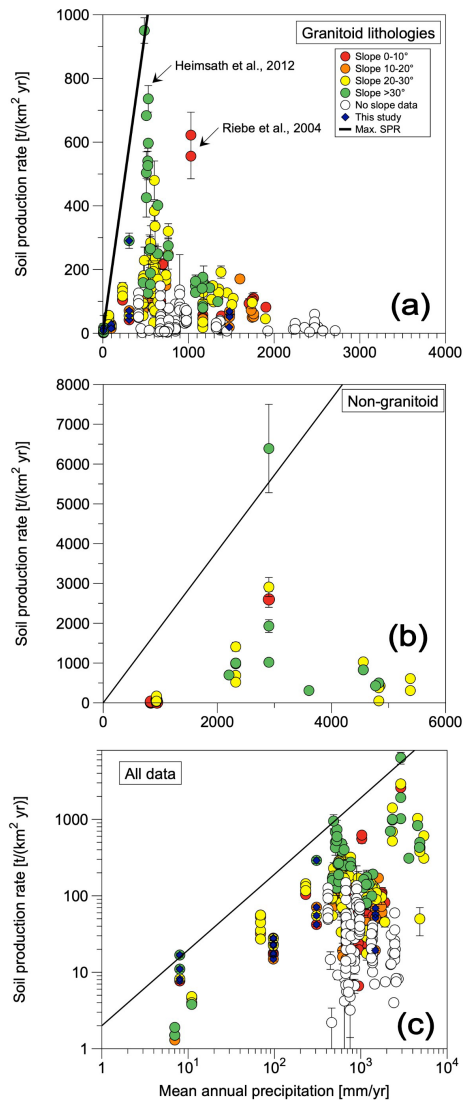 Granitoid lithologies
Slope 0-10°
Slope 10-20°
Slope 20-30°
Slope >30°
No slope data
This study
Max. SPR
Heimsath et al., 2012
Riebe et al., 2004
Soil production rate [t/(km² yr)]
1000
800
600
400
200
0
0 1000 2000 3000 4000
(a)
Non-granitoid
Soil production rate [t/(km² yr)]
8000
7000
6000
5000
4000
3000
2000
1000
0
0 2000 4000 6000
(b)
All data
Soil production rate [t/(km² yr)]
1000
100
10
1
10⁰ 10¹ 10² 10³ 10⁴
(c)
Mean annual precipitation [mm/yr]